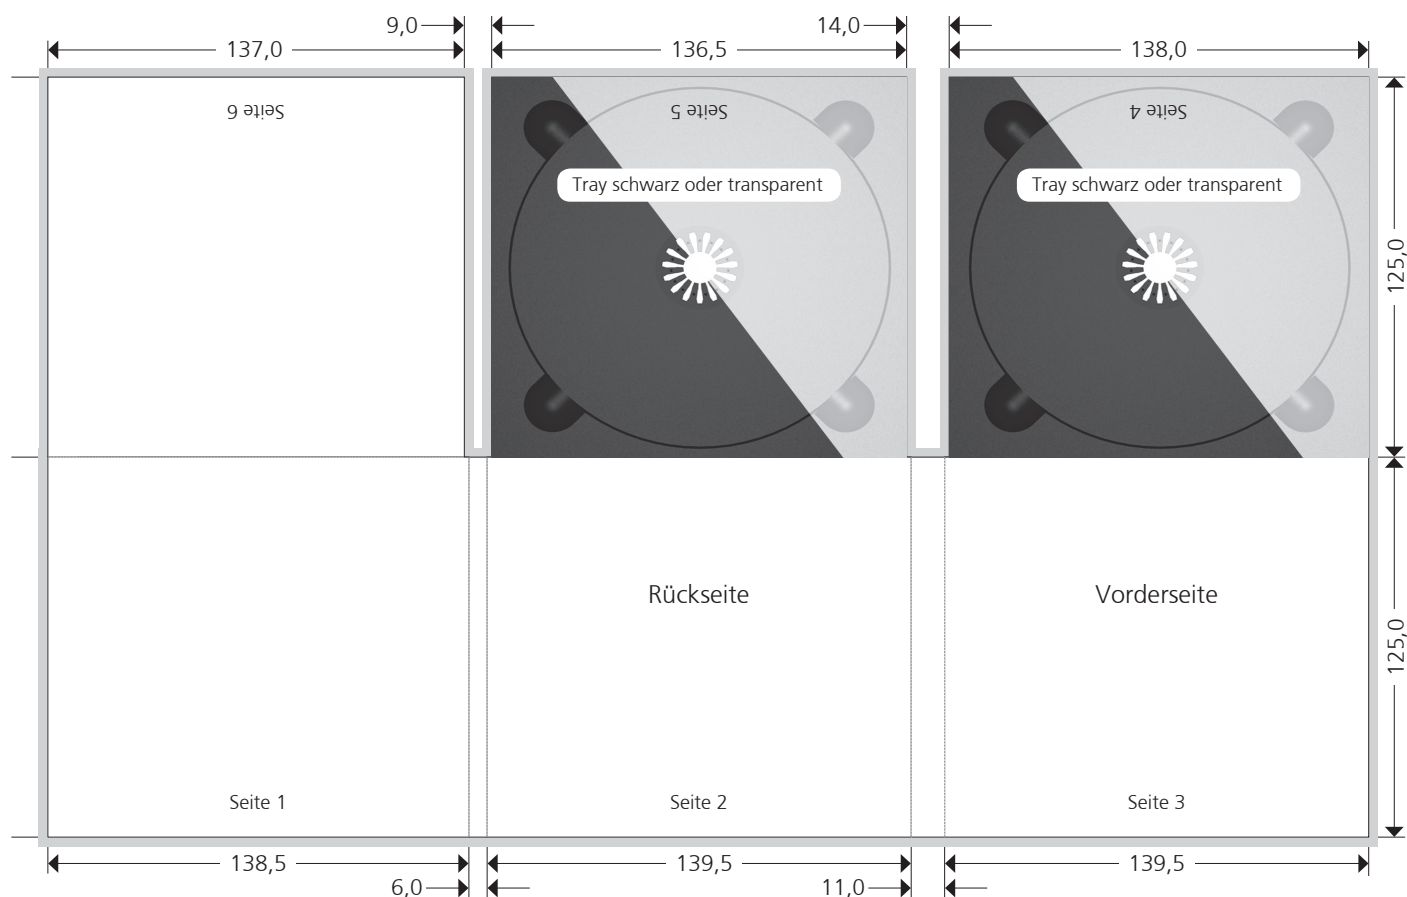 9,0
14,0
137,0
136,5
138,0
Seite 6
Seite 5
Seite 4
Tray schwarz oder transparent
Tray schwarz oder transparent
125,0
Rückseite
Vorderseite
125,0
Seite 1
Seite 2
Seite 3
138,5
139,5
139,5
6,0
11,0